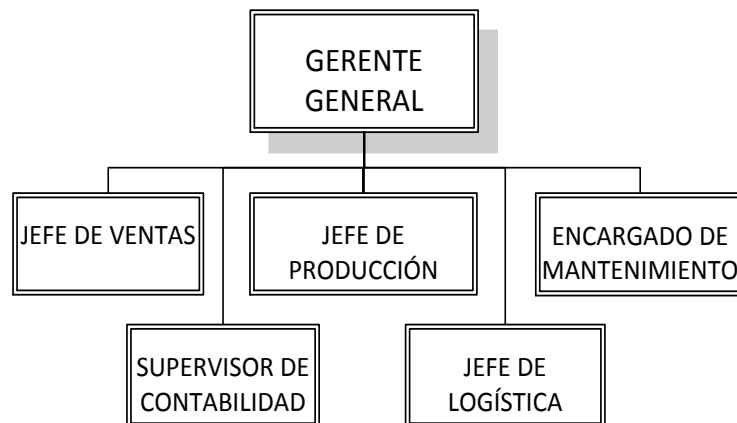 GERENTE
GENERAL
JEFE DE VENTAS
JEFE DE
PRODUCCIÓN
ENCARGADO DE
MANTENIMIENTO
SUPERVISOR DE
CONTABILIDAD
JEFE DE
LOGÍSTICA